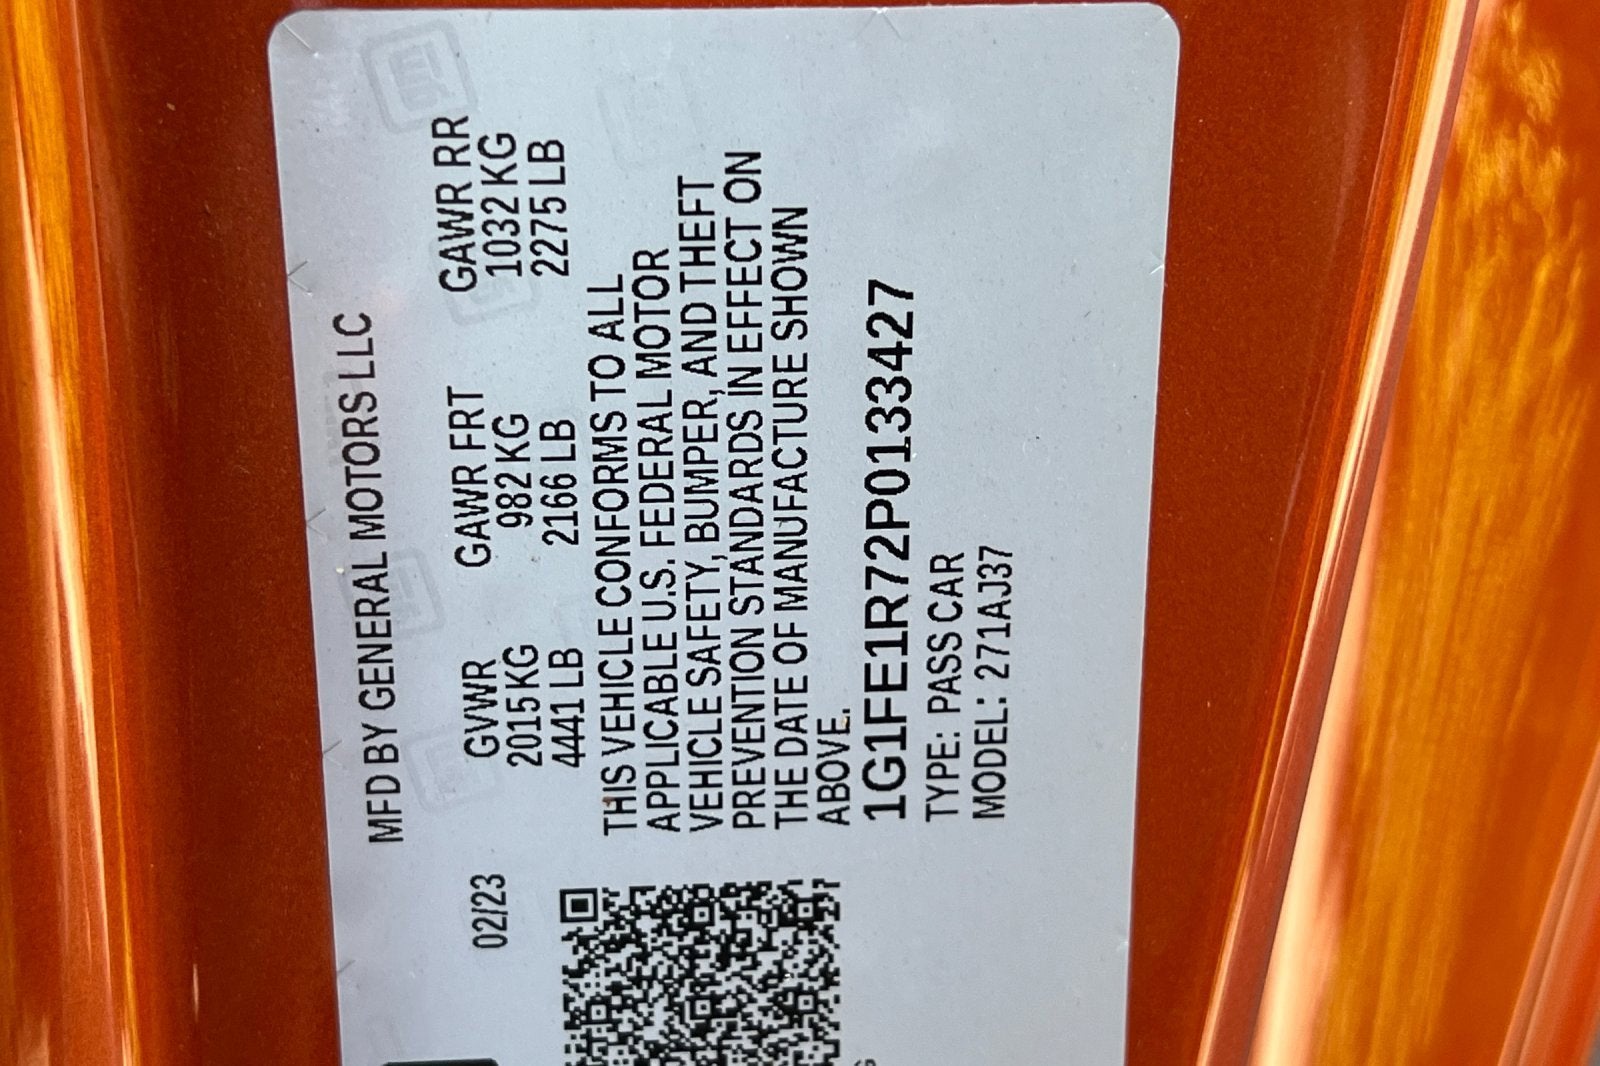 MFD BY GENERAL MOTORS LLC
02/23 GVWR GAWR FRT GAWR RR
2015 KG 982 KG 1032 KG
4441 LB 2166 LB 2275 LB
THIS VEHICLE CONFORMS TO ALL
APPLICABLE U.S. FEDERAL MOTOR
VEHICLE SAFETY, BUMPER, AND THEFT
PREVENTION STANDARDS IN EFFECT ON
THE DATE OF MANUFACTURE SHOWN
ABOVE.
1G1FE1R72P0133427
TYPE: PASS CAR
MODEL: 271AJ37